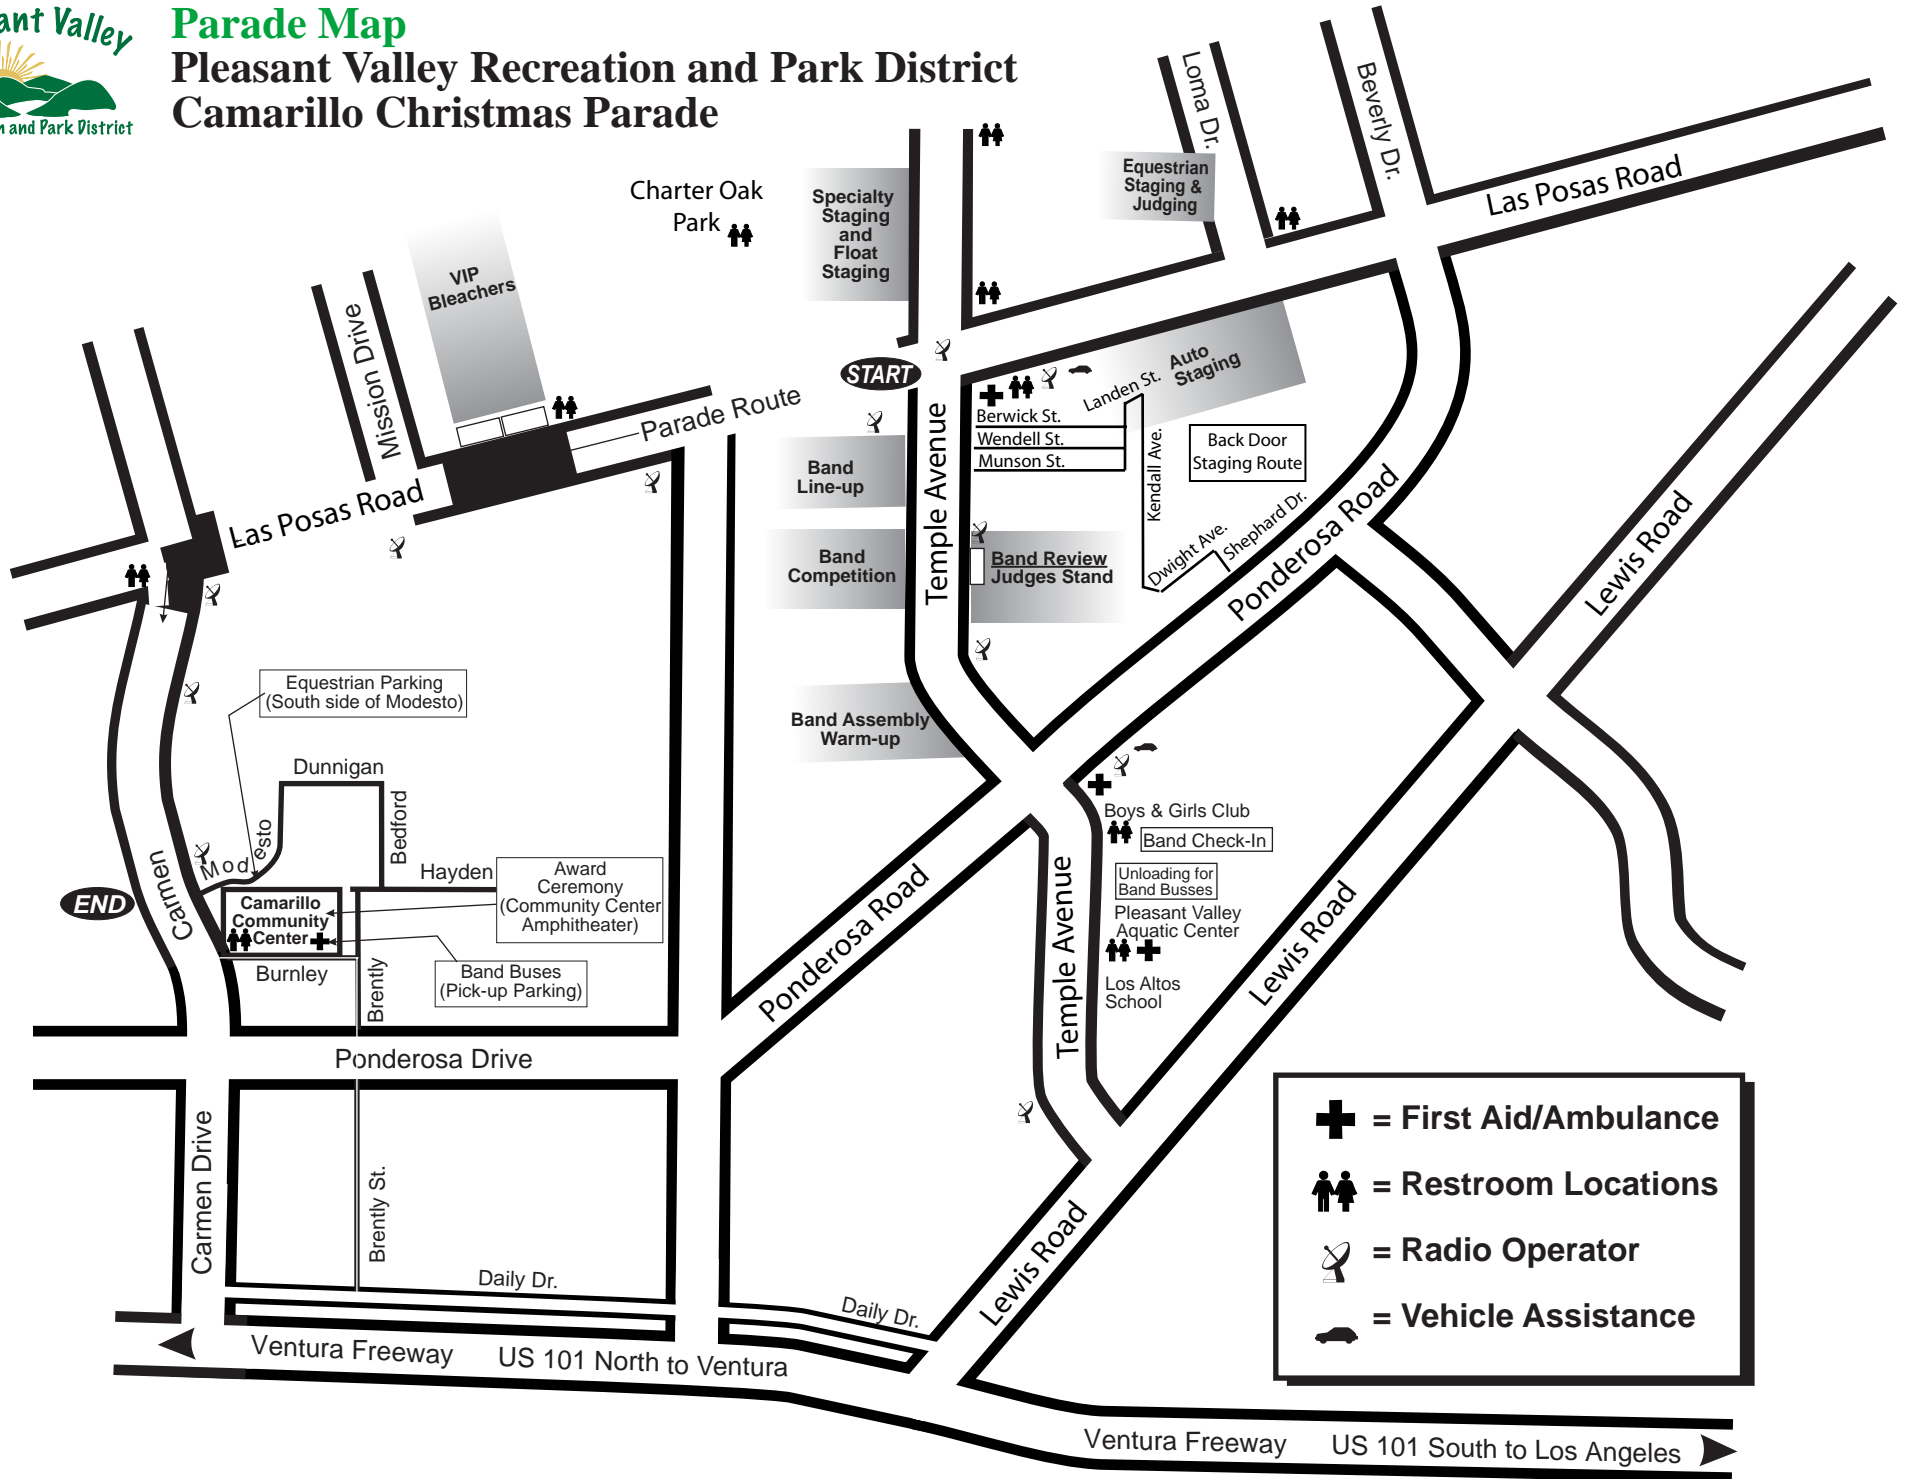 ant Valley
n and Park District
Parade Map
Pleasant Valley Recreation and Park District
Camarillo Christmas Parade
Loma Dr.
Beverly Dr.
Las Posas Road
Equestrian
Staging &
Judging
Charter Oak
Park
Specialty
Staging
and
Float
Staging
VIP
Bleachers
Mission Drive
START
Parade Route
Auto
Staging
Landen St.
Berwick St.
Wendell St.
Munson St.
Kendall Ave.
Back Door
Staging Route
Band
Line-up
Temple Avenue
Las Posas Road
Dwight Ave.
Shephard Dr.
Ponderosa Road
Lewis Road
Band
Competition
Band Review
Judges Stand
Equestrian Parking
(South side of Modesto)
Band Assembly
Warm-up
Dunnigan
Bedford
Modesto
Hayden
Carmen
END
Camarillo
Community
Center
Award
Ceremony
(Community Center
Amphitheater)
Band Buses
(Pick-up Parking)
Burnley
Brently
Boys & Girls Club
Band Check-In
Unloading for
Band Busses
Pleasant Valley
Aquatic Center
Los Altos
School
Ponderosa Road
Temple Avenue
Lewis Road
Ponderosa Drive
Carmen Drive
Brently St.
Daily Dr.
Daily Dr.
Lewis Road
Ventura Freeway US 101 North to Ventura
Ventura Freeway US 101 South to Los Angeles
= First Aid/Ambulance
= Restroom Locations
= Radio Operator
= Vehicle Assistance